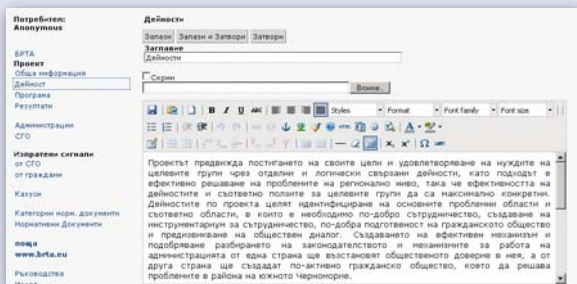 Потребител:
Anonymous
БРТА
Проект
Обща информация
Дейност
Програма
Резултати
Администрации
СГО
Изпратени сигнали
от СГО
от граждани
Казуси
Категории норм. документи
Нормативни Документи
поща
www.brta.eu
Ръководства
Изход
Дейности
Запази Запази и Затвори Затвори
Заглавие
Дейности
Скрий
Browse...
B I U ABC Styles Format Font family Font size
HTML A ab
x, x² Ω
Проектът предвижда постигането на своите цели и удовлетворяване на нуждите на
целевите групи чрез отделни и логически свързани дейности, като подходът е
ефективно решаване на проблемите на регионално ниво, така че ефективността на
дейностите и съответно ползите за целевите групи да са максимално конкретни.
Дейностите по проекта целят идентифициране на основните проблемни области и
съответно области, в които е необходимо по-добро сътрудничество, създаване на
инструментариум за сътрудничество, по-добра подготвеност на гражданското общество
и предизвикване на обществен диалог. Създаването на ефективен механизъм и
подобряване разбирането на законодателството и механизмите за работа на
администрацията от една страна ще възстановят общественото доверие в нея, а от
друга страна ще създадат по-активно гражданско общество, което да решава
проблемите в района на южното Черноморие.